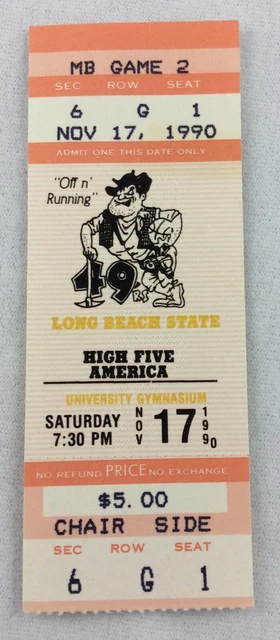 MB GAME 2
SEC ROW SEAT
6 G 1
NOV 17, 1990
ADMIT ONE THIS DATE ONLY
"Off n' Running"
49ERS
LONG BEACH STATE
HIGH FIVE
AMERICA
UNIVERSITY GYMNASIUM
SATURDAY NOV 17 1990
7:30 PM
NO REFUND PRICE NO EXCHANGE
$5.00
CHAIR SIDE
SEC ROW SEAT
6 G 1